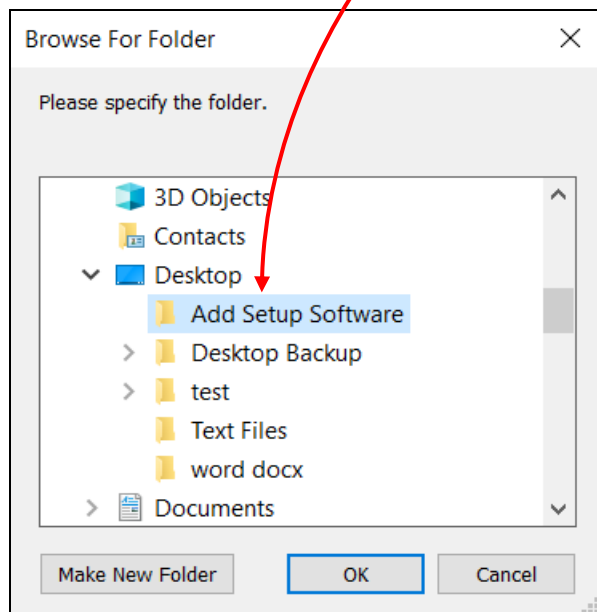 Browse For Folder
Please specify the folder.
3D Objects
Contacts
Desktop
Add Setup Software
Desktop Backup
test
Text Files
word docx
Documents
Make New Folder
OK
Cancel